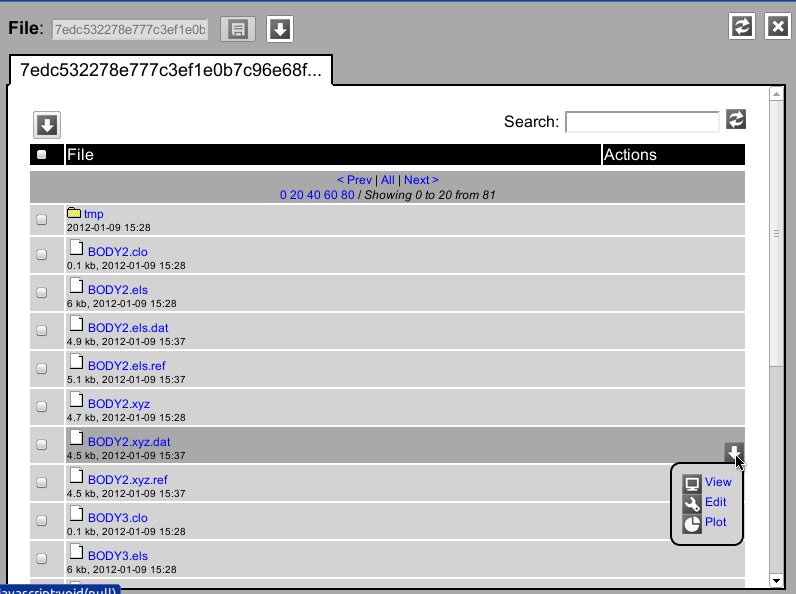 File: 7edc532278e777c3ef1e0b
7edc532278e777c3ef1e0b7c96e68f...
Search:
File Actions
< Prev | All | Next >
0 20 40 60 80 / Showing 0 to 20 from 81
tmp
2012-01-09 15:28
BODY2.clo
0.1 kb, 2012-01-09 15:28
BODY2.els
6 kb, 2012-01-09 15:28
BODY2.els.dat
4.9 kb, 2012-01-09 15:37
BODY2.els.ref
5.1 kb, 2012-01-09 15:37
BODY2.xyz
4.7 kb, 2012-01-09 15:28
BODY2.xyz.dat
4.5 kb, 2012-01-09 15:37
BODY2.xyz.ref
4.5 kb, 2012-01-09 15:37
View
Edit
Plot
BODY3.clo
0.1 kb, 2012-01-09 15:28
BODY3.els
6 kb, 2012-01-09 15:28
javascript:void(null)